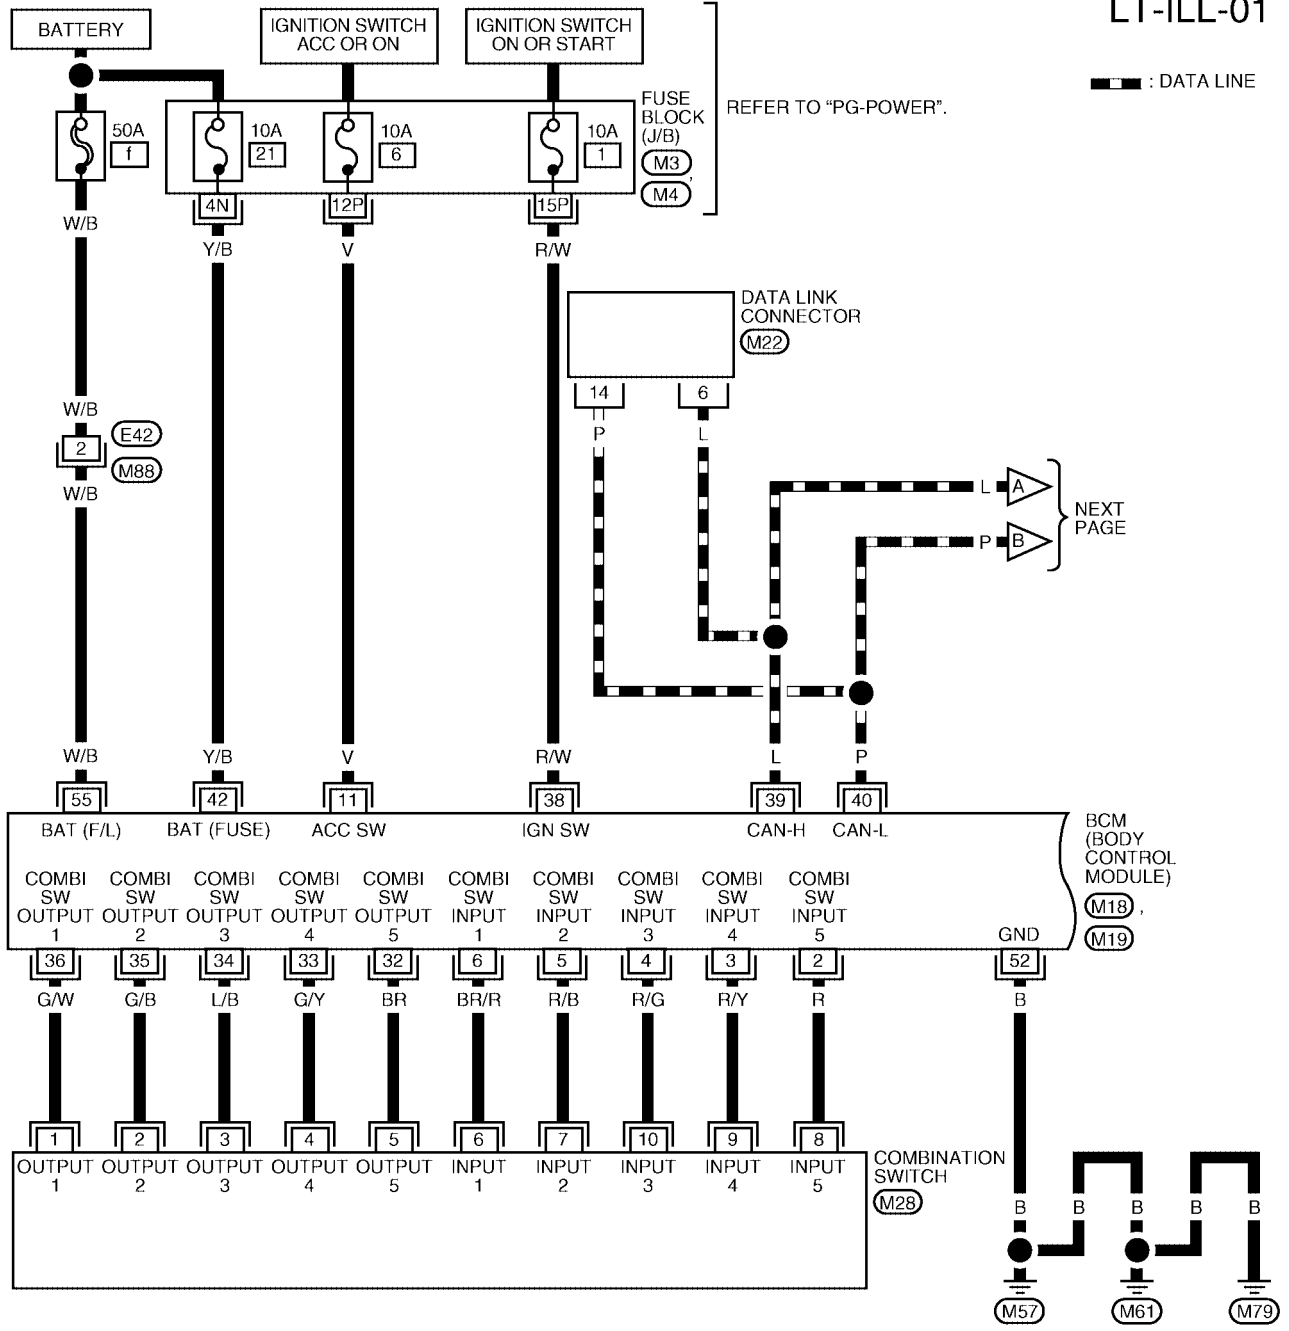 LT-ILL-01
BATTERY
IGNITION SWITCH
ACC OR ON
IGNITION SWITCH
ON OR START
: DATA LINE
FUSE
BLOCK
(J/B)
M3 ,
M4
REFER TO “PG-POWER”.
50A
f
10A
21
10A
6
10A
1
4N
12P
15P
W/B
Y/B
V
R/W
DATA LINK
CONNECTOR
M22
14
6
P
L
W/B
2
E42
M88
W/B
L
A
P
B
NEXT
PAGE
W/B
Y/B
V
R/W
L
P
55
42
11
38
39
40
BAT (F/L)
BAT (FUSE)
ACC SW
IGN SW
CAN-H
CAN-L
BCM
(BODY
CONTROL
MODULE)
M18 ,
M19
COMBI
SW
OUTPUT
1
COMBI
SW
OUTPUT
2
COMBI
SW
OUTPUT
3
COMBI
SW
OUTPUT
4
COMBI
SW
OUTPUT
5
COMBI
SW
INPUT
1
COMBI
SW
INPUT
2
COMBI
SW
INPUT
3
COMBI
SW
INPUT
4
COMBI
SW
INPUT
5
GND
36
35
34
33
32
6
5
4
3
2
52
G/W
G/B
L/B
G/Y
BR
BR/R
R/B
R/G
R/Y
R
B
1
2
3
4
5
6
7
10
9
8
OUTPUT
1
OUTPUT
2
OUTPUT
3
OUTPUT
4
OUTPUT
5
INPUT
1
INPUT
2
INPUT
3
INPUT
4
INPUT
5
COMBINATION
SWITCH
M28
B
B
B
B
B
M57
M61
M79